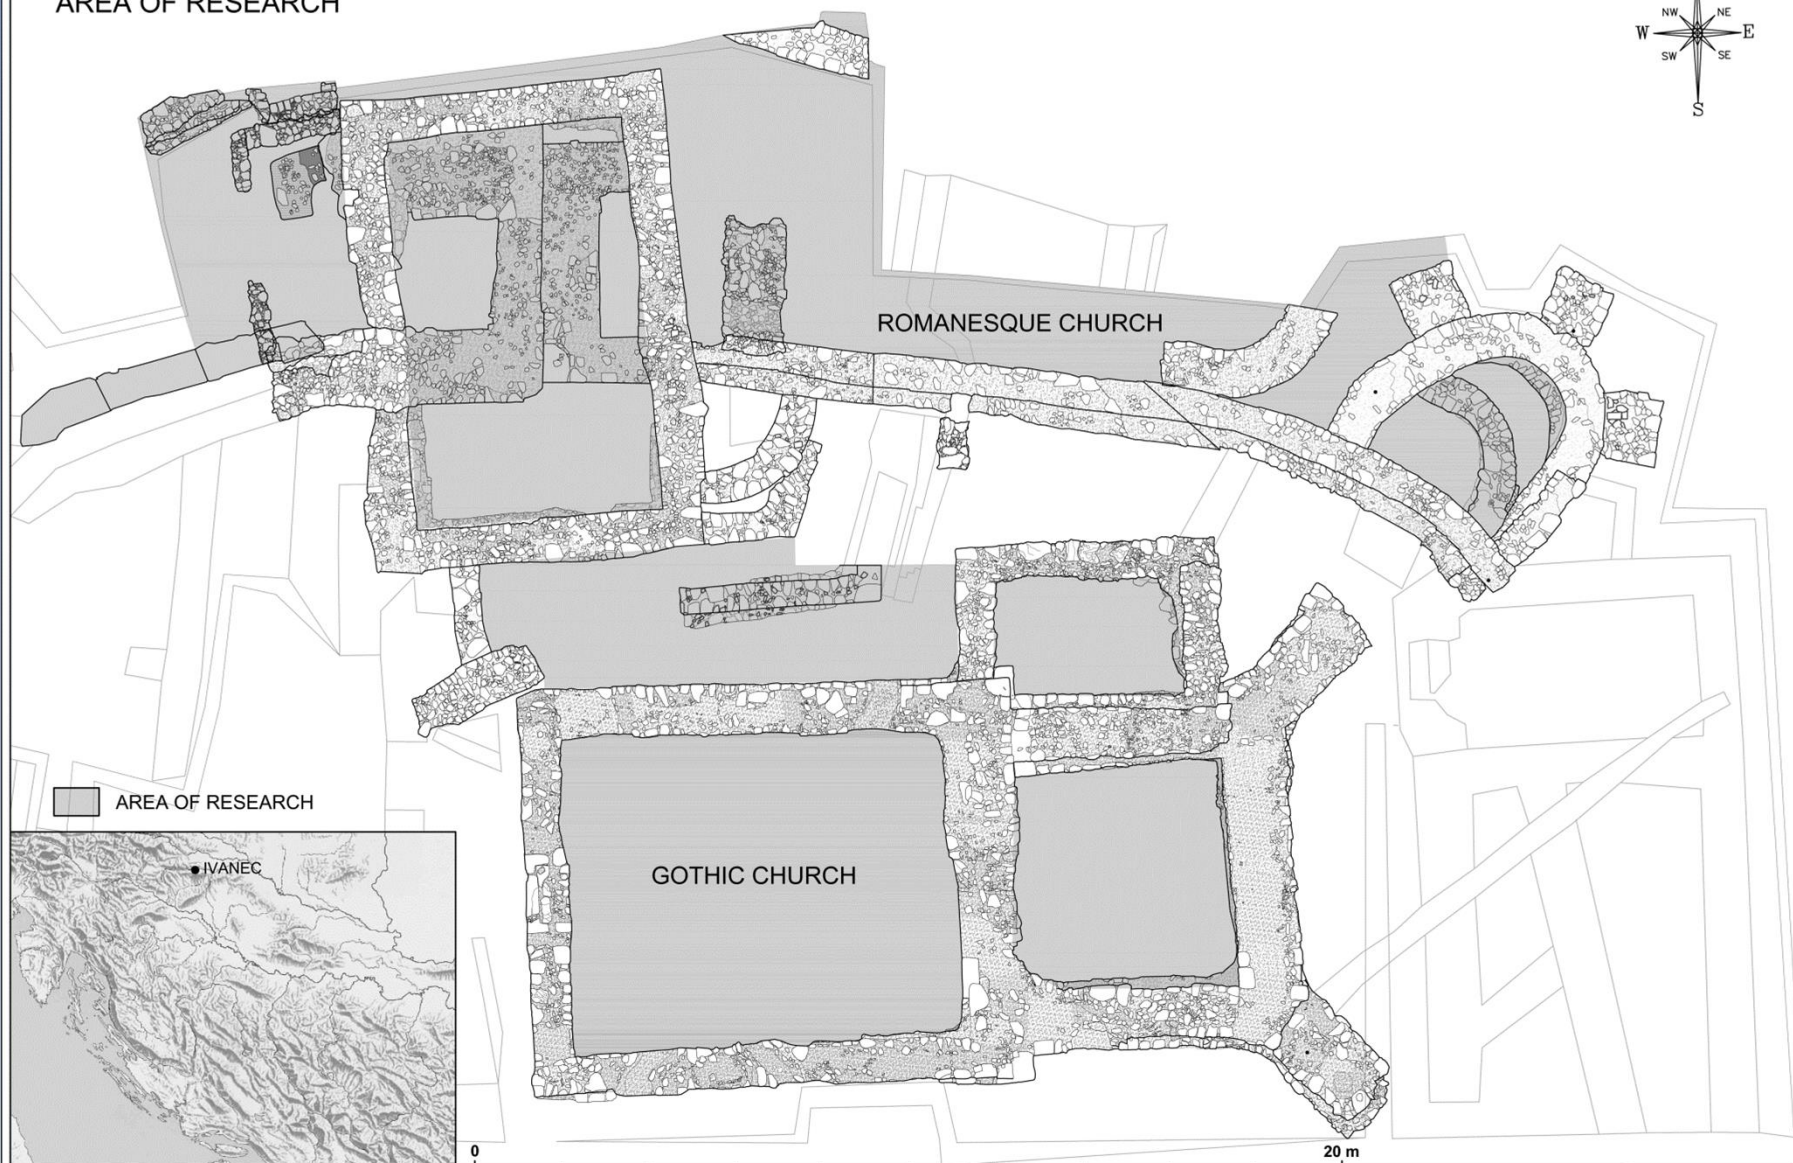 AREA OF RESEARCH
NW
NE
W
E
SW
SE
S
ROMANESQUE CHURCH
AREA OF RESEARCH
IVANEC
GOTHIC CHURCH
0
20 m